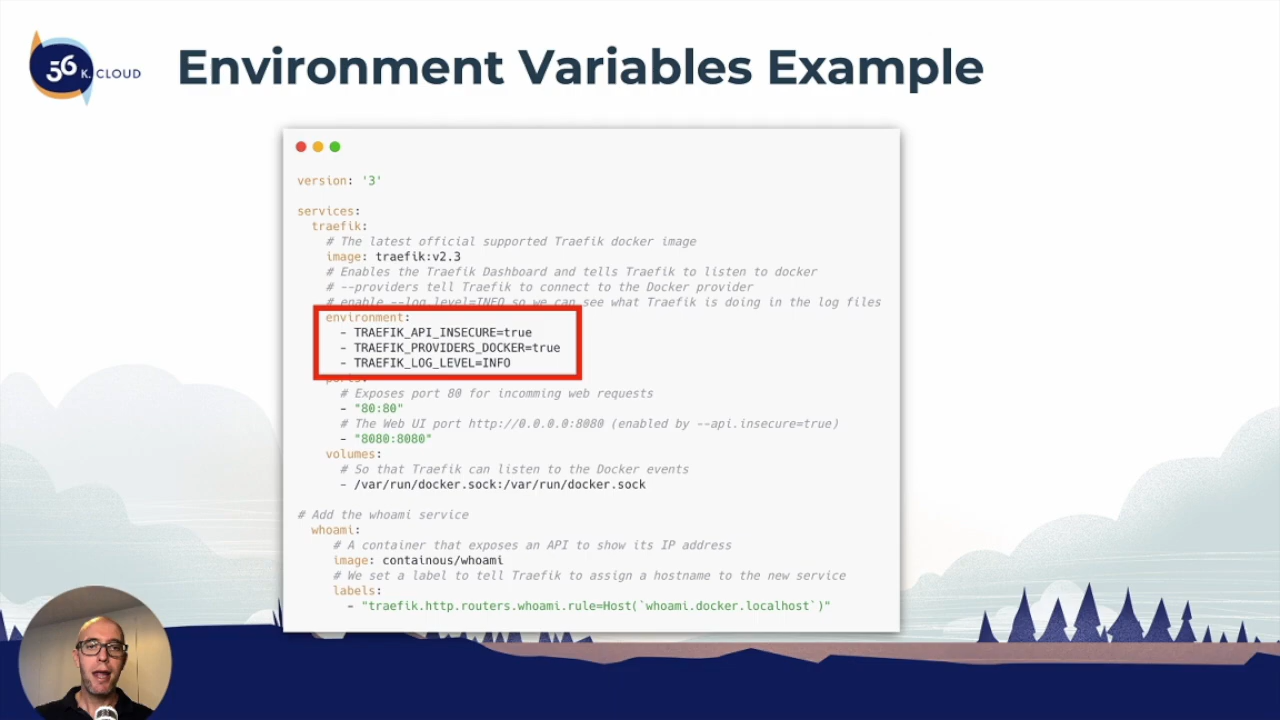 56 K. CLOUD
Environment Variables Example
version: '3'
services:
traefik:
# The latest official supported Traefik docker image
image: traefik:v2.3
# Enables the Traefik Dashboard and tells Traefik to listen to docker
# --providers tell Traefik to connect to the Docker provider
# enable --log.level=INFO so we can see what Traefik is doing in the log files
environment:
- TRAEFIK_API_INSECURE=true
- TRAEFIK_PROVIDERS_DOCKER=true
- TRAEFIK_LOG_LEVEL=INFO
ports:
# Exposes port 80 for incomming web requests
- "80:80"
# The Web UI port http://0.0.0.0:8080 (enabled by --api.insecure=true)
- "8080:8080"
volumes:
# So that Traefik can listen to the Docker events
- /var/run/docker.sock:/var/run/docker.sock
# Add the whoami service
whoami:
# A container that exposes an API to show its IP address
image: containous/whoami
# We set a label to tell Traefik to assign a hostname to the new service
labels:
- "traefik.http.routers.whoami.rule=Host(`whoami.docker.localhost`)"